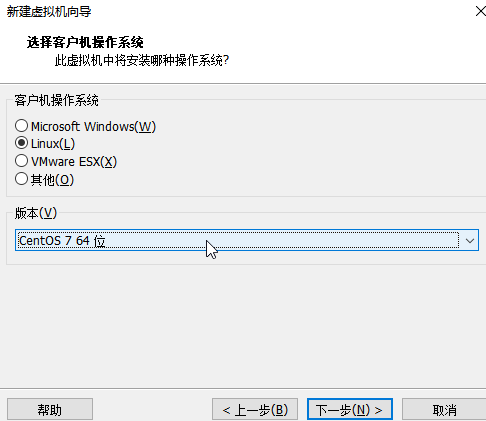 新建虚拟机向导
选择客户机操作系统
此虚拟机中将安装哪种操作系统?
客户机操作系统
Microsoft Windows(W)
Linux(L)
VMware ESX(X)
其他(O)
版本(V)
CentOS 7 64 位
帮助
< 上一步(B)
下一步(N) >
取消